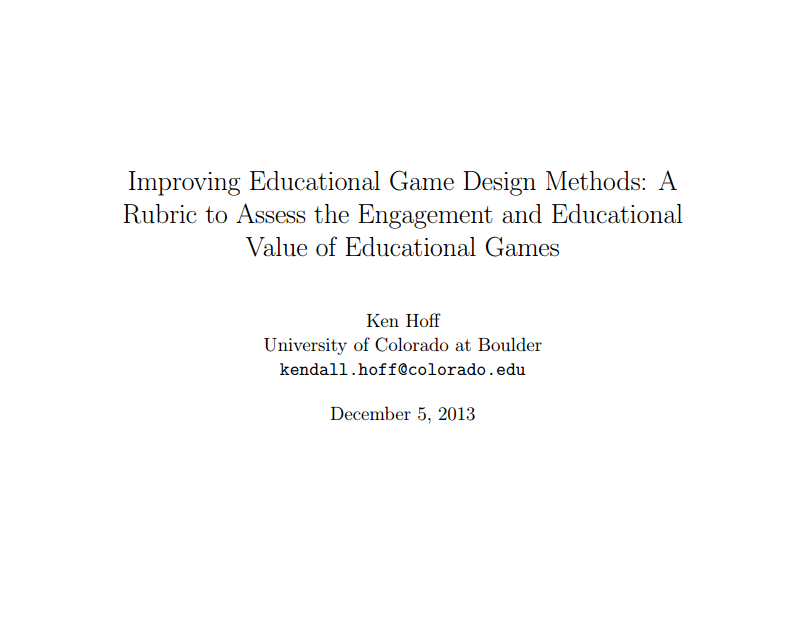 Improving Educational Game Design Methods: A
Rubric to Assess the Engagement and Educational
Value of Educational Games
Ken Hoff
University of Colorado at Boulder
kendall.hoff@colorado.edu
December 5, 2013